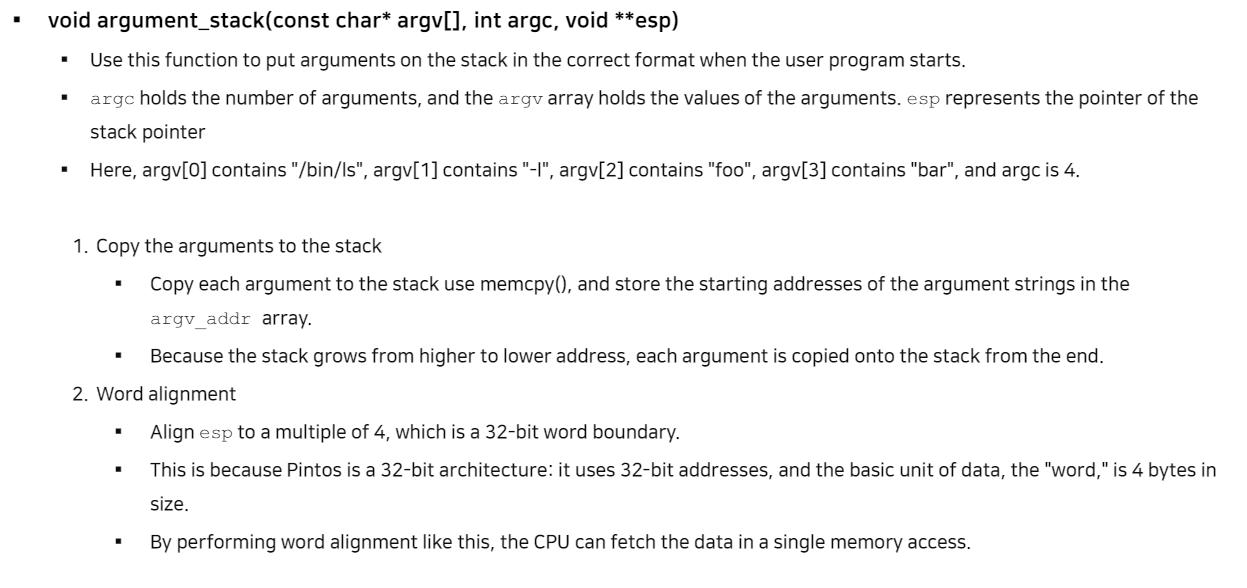 ▪ void argument_stack(const char* argv[], int argc, void **esp)
▪ Use this function to put arguments on the stack in the correct format when the user program starts.
▪ argc holds the number of arguments, and the argv array holds the values of the arguments. esp represents the pointer of the
stack pointer
▪ Here, argv[0] contains "/bin/ls", argv[1] contains "-l", argv[2] contains "foo", argv[3] contains "bar", and argc is 4.
1. Copy the arguments to the stack
▪ Copy each argument to the stack use memcpy(), and store the starting addresses of the argument strings in the
argv_addr array.
▪ Because the stack grows from higher to lower address, each argument is copied onto the stack from the end.
2. Word alignment
▪ Align esp to a multiple of 4, which is a 32-bit word boundary.
▪ This is because Pintos is a 32-bit architecture: it uses 32-bit addresses, and the basic unit of data, the "word," is 4 bytes in
size.
▪ By performing word alignment like this, the CPU can fetch the data in a single memory access.